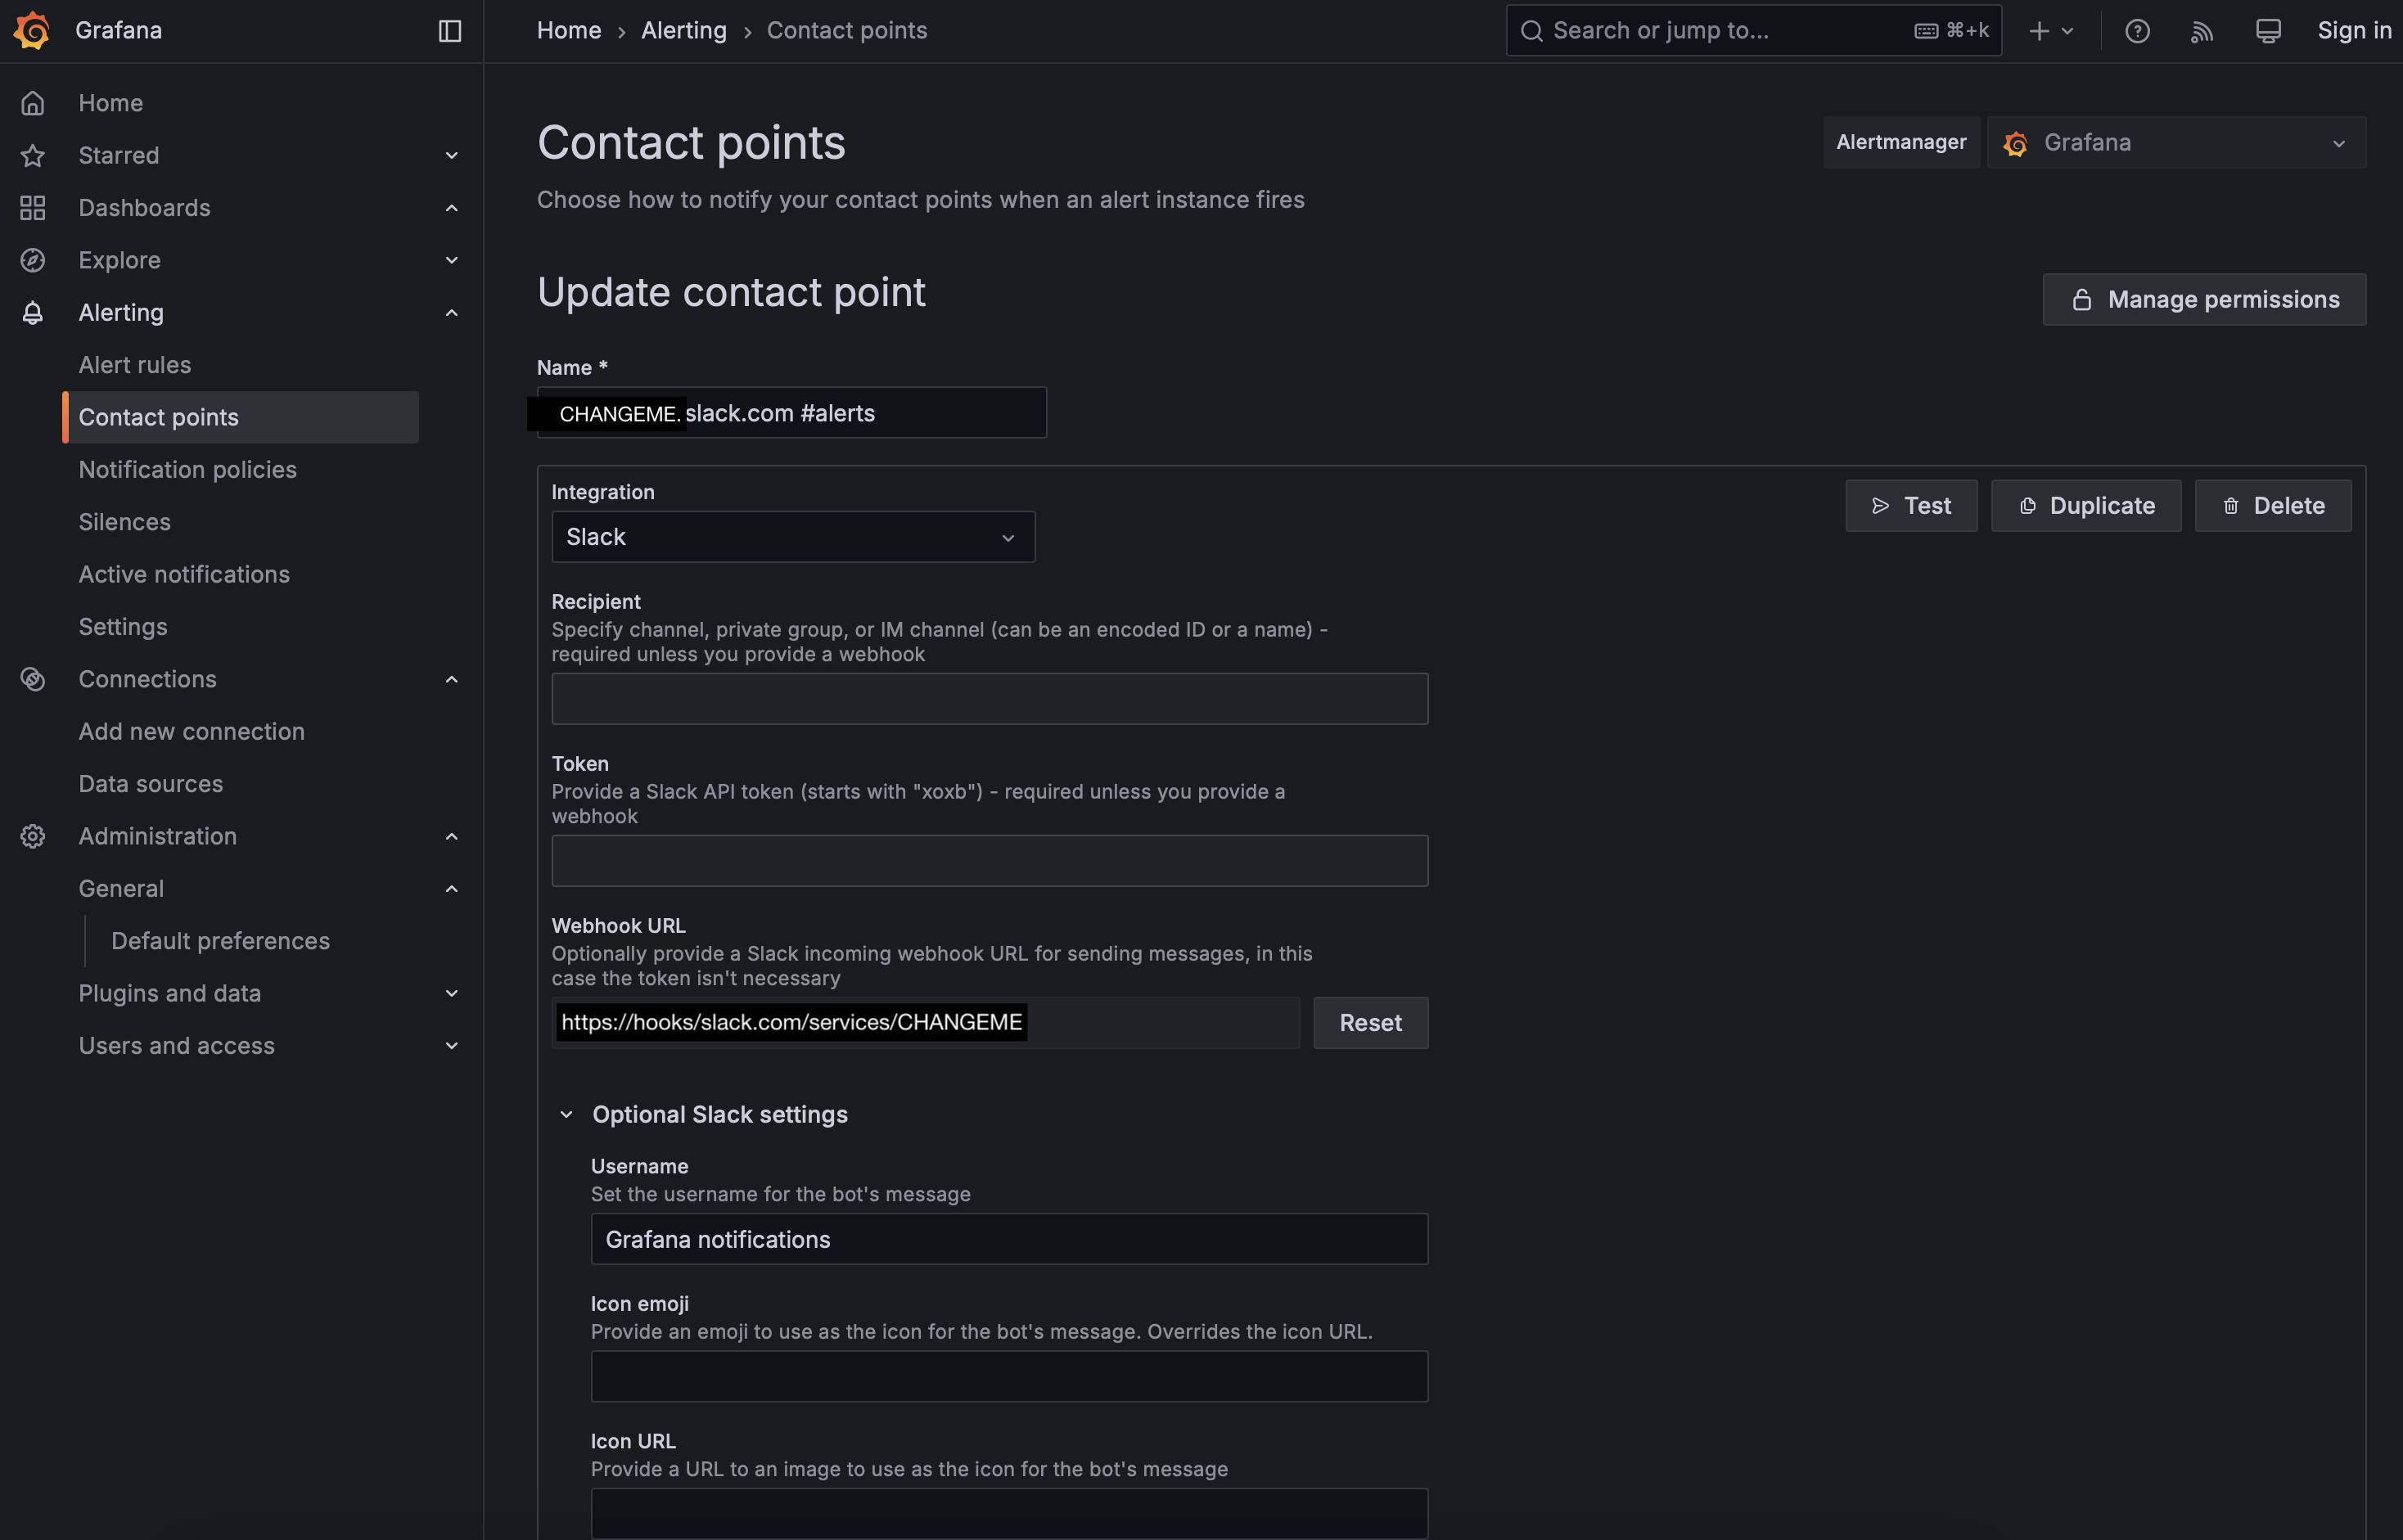 Grafana
Home › Alerting › Contact points
Search or jump to...
⌘+k
Sign in
Home
Starred
Dashboards
Explore
Alerting
Alert rules
Contact points
Notification policies
Silences
Active notifications
Settings
Connections
Add new connection
Data sources
Administration
General
Default preferences
Plugins and data
Users and access
Contact points
Alertmanager
Grafana
Choose how to notify your contact points when an alert instance fires
Update contact point
Manage permissions
Name *
CHANGEME.slack.com #alerts
Integration
Slack
Test
Duplicate
Delete
Recipient
Specify channel, private group, or IM channel (can be an encoded ID or a name) -
required unless you provide a webhook
Token
Provide a Slack API token (starts with "xoxb") - required unless you provide a
webhook
Webhook URL
Optionally provide a Slack incoming webhook URL for sending messages, in this
case the token isn't necessary
https://hooks/slack.com/services/CHANGEME
Reset
Optional Slack settings
Username
Set the username for the bot's message
Grafana notifications
Icon emoji
Provide an emoji to use as the icon for the bot's message. Overrides the icon URL.
Icon URL
Provide a URL to an image to use as the icon for the bot's message